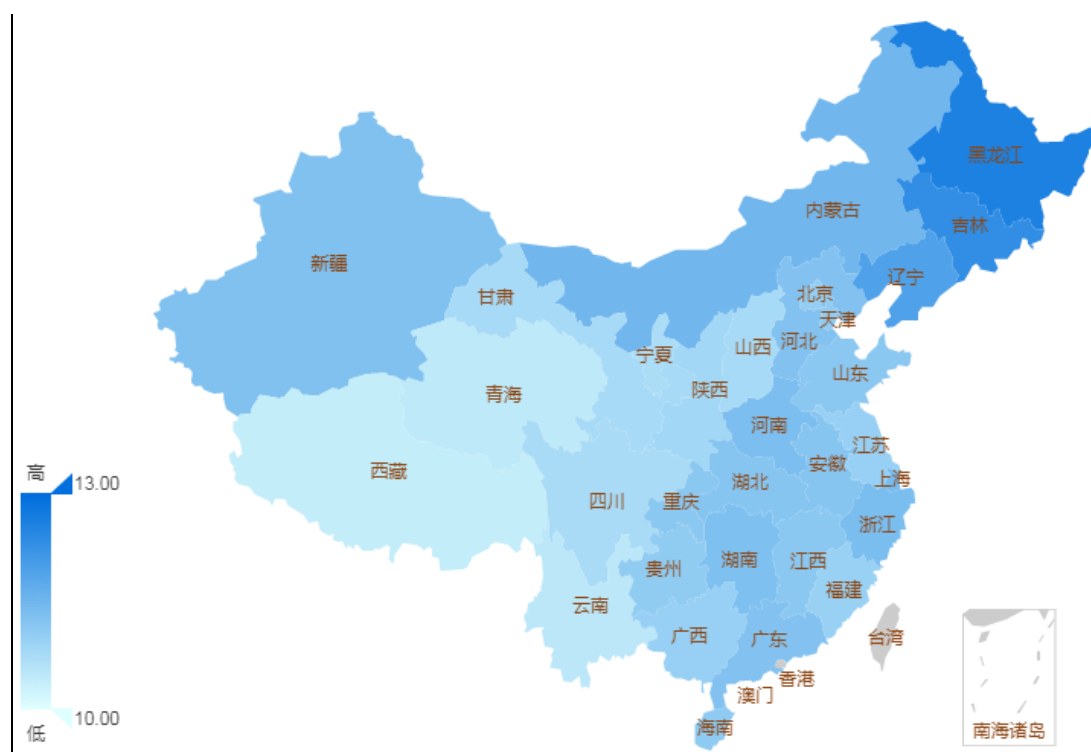 黑龙江
内蒙古
吉林
新疆
辽宁
甘肃
北京
天津
宁夏
山西
河北
陕西
山东
青海
河南
江苏
西藏
安徽
高
13.00
四川
重庆
湖北
上海
浙江
贵州
湖南
江西
福建
云南
广西
广东
台湾
香港
澳门
10.00
低
海南
南海诸岛